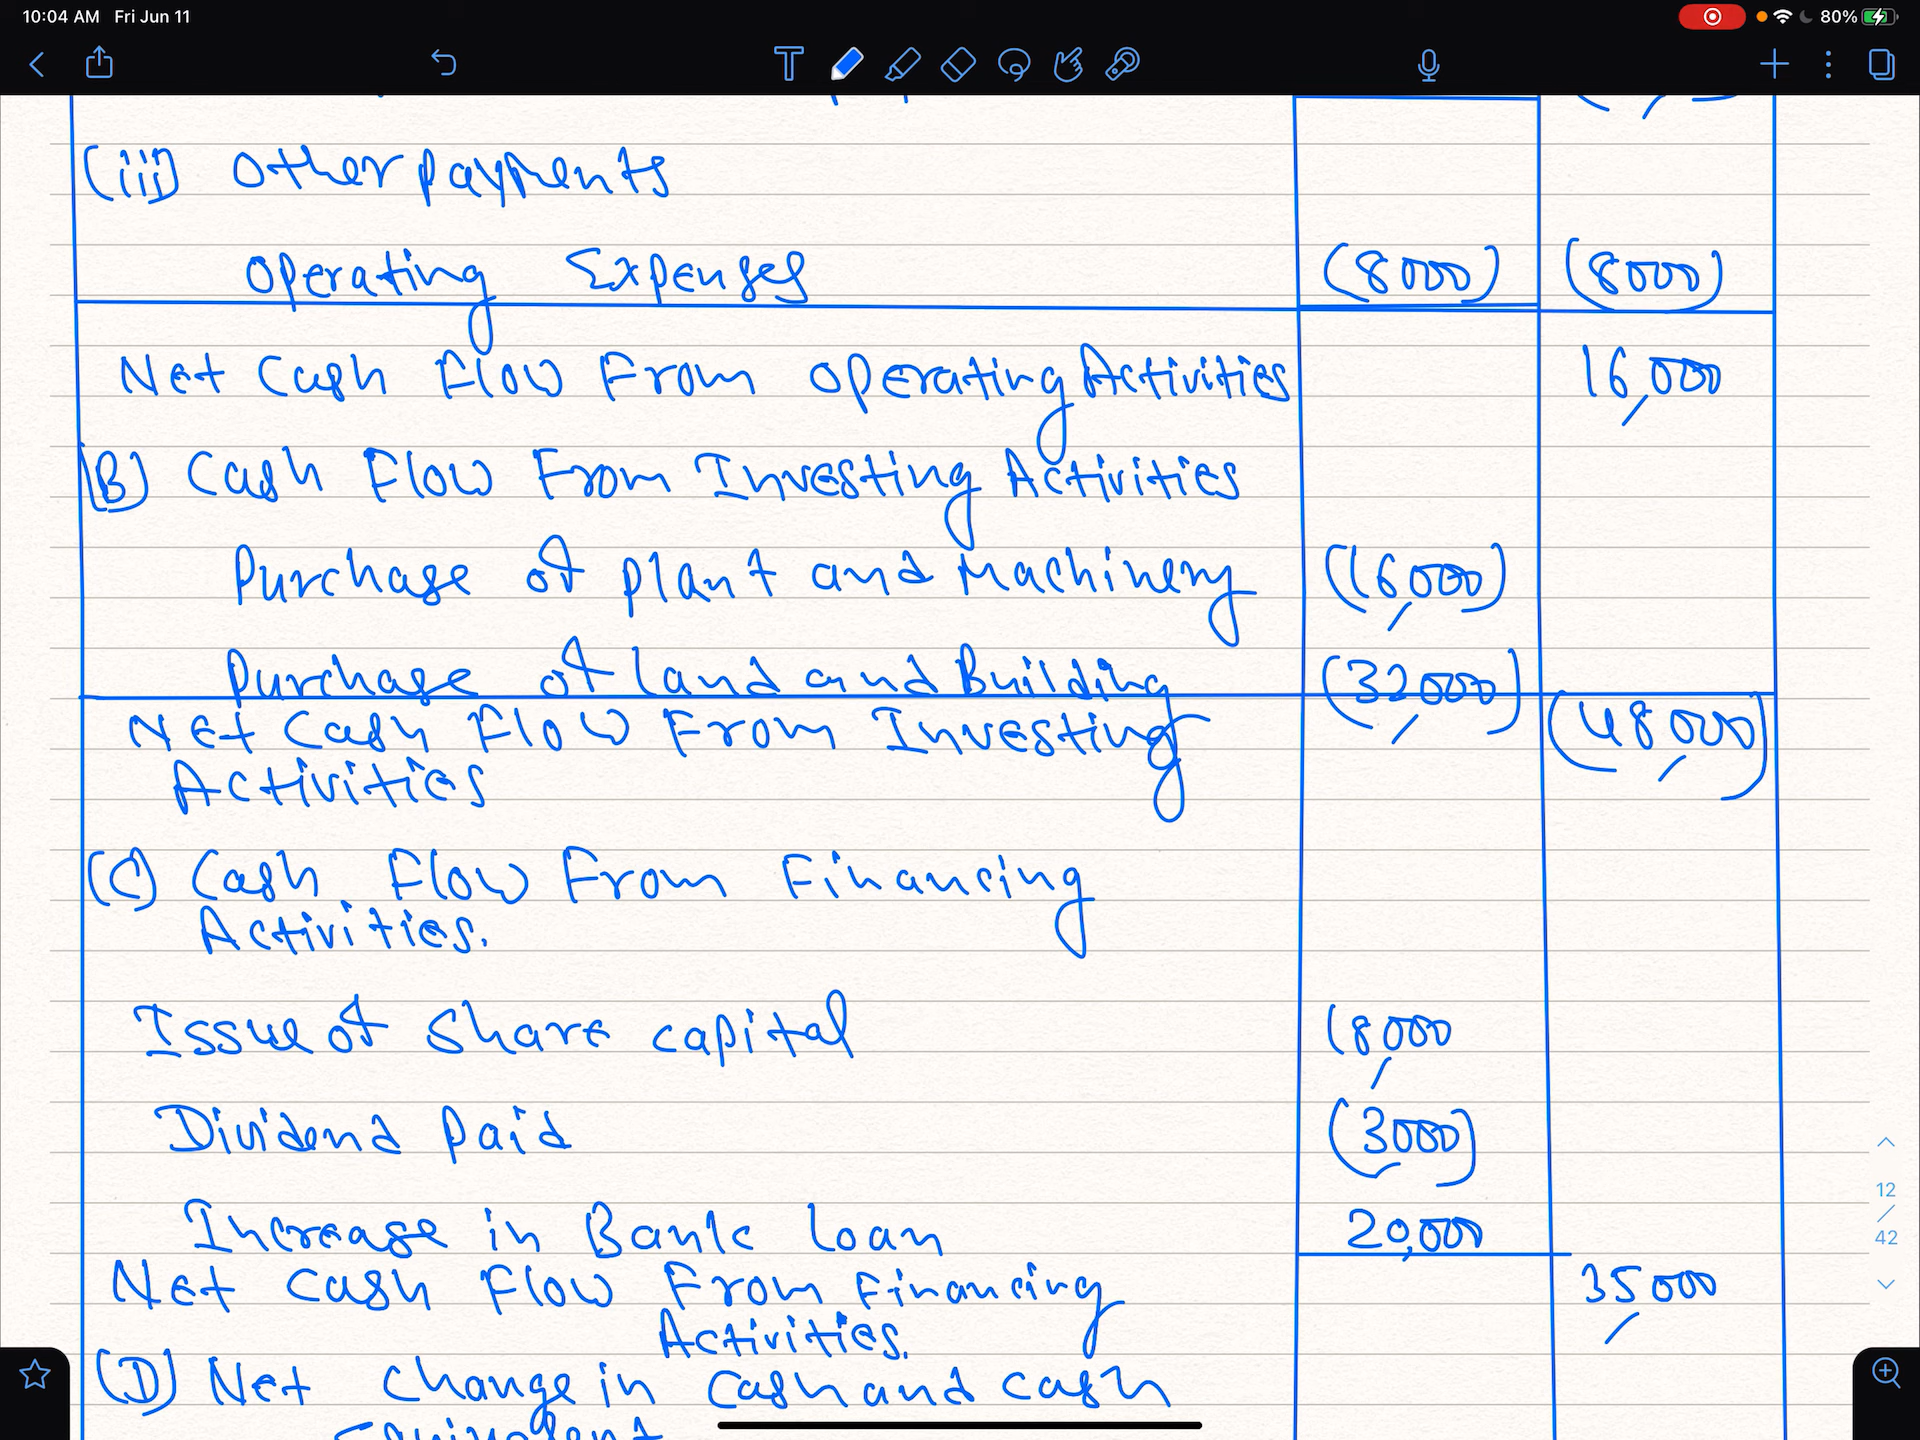 10:04 AM Fri Jun 11
80%
(iii) Other payments
Operating Expenses (8000) (8000)
Net Cash Flow From Operating Activities 16,000
(B) Cash Flow From Investing Activities
Purchase of plant and Machinery (16,000)
Purchase of land and Building (32,000)
Net Cash Flow From Investing (48,000)
Activities
(C) Cash Flow From Financing
Activities.
Issue of share capital 18,000
Dividend paid (3000)
Increase in Bank Loan 20,000
Net Cash Flow From Financing 35,000
Activities.
(D) Net change in cash and cash
12
/
42